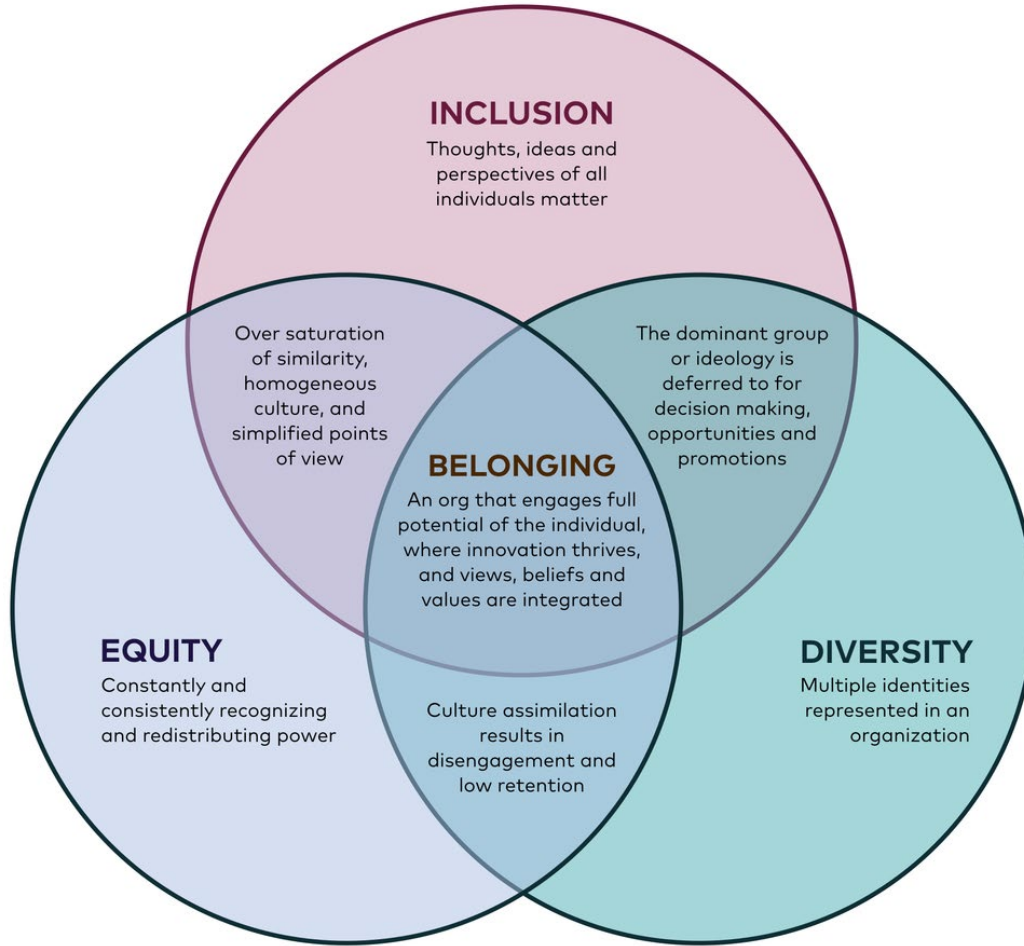 INCLUSION
Thoughts, ideas and
perspectives of all
individuals matter
Over saturation
of similarity,
homogeneous
culture, and
simplified points
of view
The dominant group
or ideology is
deferred to for
decision making,
opportunities and
promotions
BELONGING
An org that engages full
potential of the individual,
where innovation thrives,
and views, beliefs and
values are integrated
EQUITY
Constantly and
consistently recognizing
and redistributing power
DIVERSITY
Multiple identities
represented in an
organization
Culture assimilation
results in
disengagement and
low retention